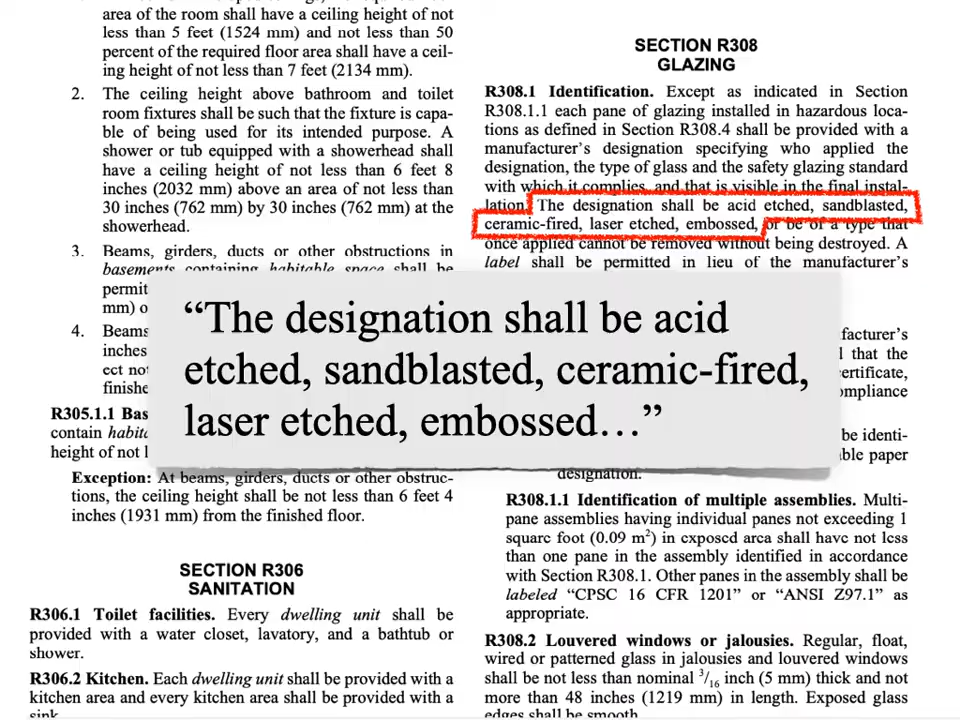 area of the room shall have a ceiling height of not
less than 5 feet (1524 mm) and not less than 50
percent of the required floor area shall have a ceil-
ing height of not less than 7 feet (2134 mm).
2. The ceiling height above bathroom and toilet
room fixtures shall be such that the fixture is capa-
ble of being used for its intended purpose. A
shower or tub equipped with a showerhead shall
have a ceiling height of not less than 6 feet 8
inches (2032 mm) above an area of not less than
30 inches (762 mm) by 30 inches (762 mm) at the
showerhead.
3. Beams, girders, ducts or other obstructions in
basements containing habitable space shall be
permit
mm) o
4. Beams
inches
ect not
finishe
R305.1.1 Bas
contain habita
height of not l
Exception: At beams, girders, ducts or other obstruc-
tions, the ceiling height shall be not less than 6 feet 4
inches (1931 mm) from the finished floor.
SECTION R306
SANITATION
R306.1 Toilet facilities. Every dwelling unit shall be
provided with a water closet, lavatory, and a bathtub or
shower.
R306.2 Kitchen. Each dwelling unit shall be provided with a
kitchen area and every kitchen area shall be provided with a
sink.
SECTION R308
GLAZING
R308.1 Identification. Except as indicated in Section
R308.1.1 each pane of glazing installed in hazardous loca-
tions as defined in Section R308.4 shall be provided with a
manufacturer's designation specifying who applied the
designation, the type of glass and the safety glazing standard
with which it complies, and that is visible in the final instal-
lation. The designation shall be acid etched, sandblasted,
ceramic-fired, laser etched, embossed, or be of a type that
once applied cannot be removed without being destroyed. A
label shall be permitted in lieu of the manufacturer's
“The designation shall be acid
etched, sandblasted, ceramic-fired,
laser etched, embossed…”
facturer's
l that the
ertificate,
ompliance
be identi-
ble paper
designation.
R308.1.1 Identification of multiple assemblies. Multi-
pane assemblies having individual panes not exceeding 1
square foot (0.09 m²) in exposed area shall have not less
than one pane in the assembly identified in accordance
with Section R308.1. Other panes in the assembly shall be
labeled “CPSC 16 CFR 1201” or “ANSI Z97.1” as
appropriate.
R308.2 Louvered windows or jalousies. Regular, float,
wired or patterned glass in jalousies and louvered windows
shall be not less than nominal 3/16 inch (5 mm) thick and not
more than 48 inches (1219 mm) in length. Exposed glass
edges shall be smooth.